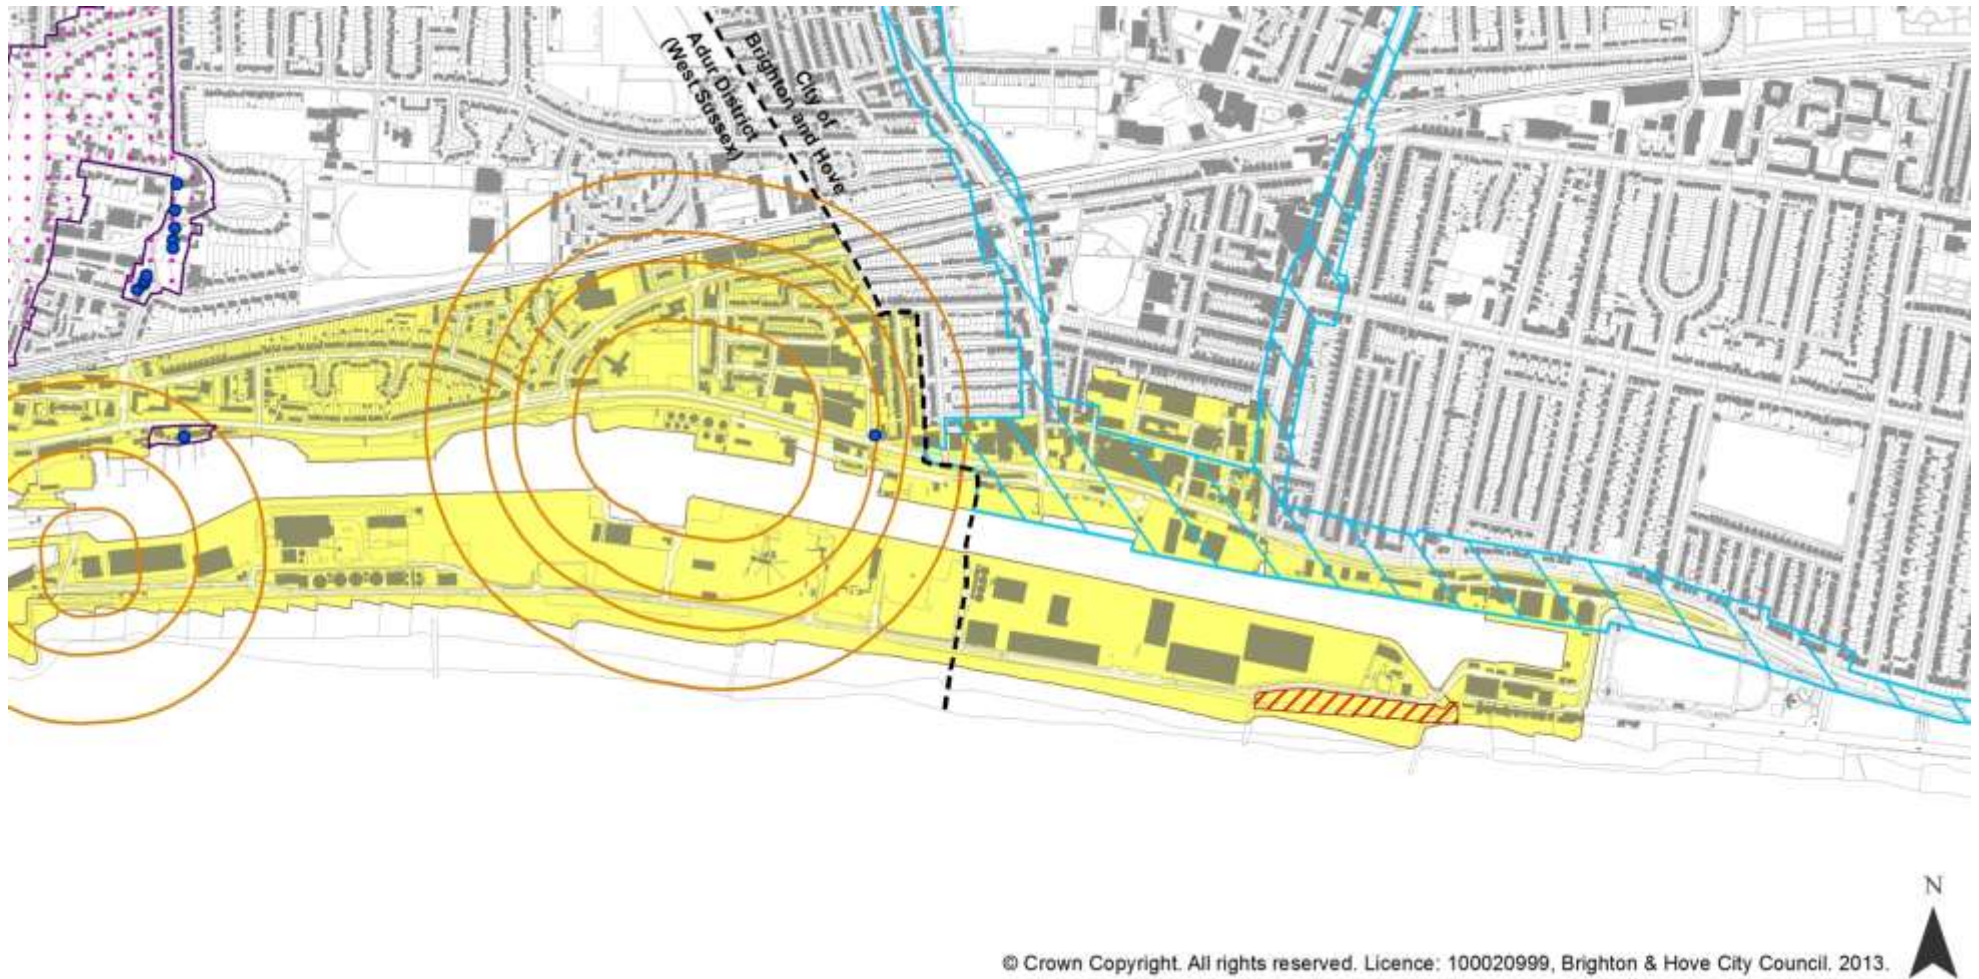 City of
Brighton and Hove
Adur District
(West Sussex)
N
© Crown Copyright. All rights reserved. Licence: 100020999, Brighton & Hove City Council. 2013.